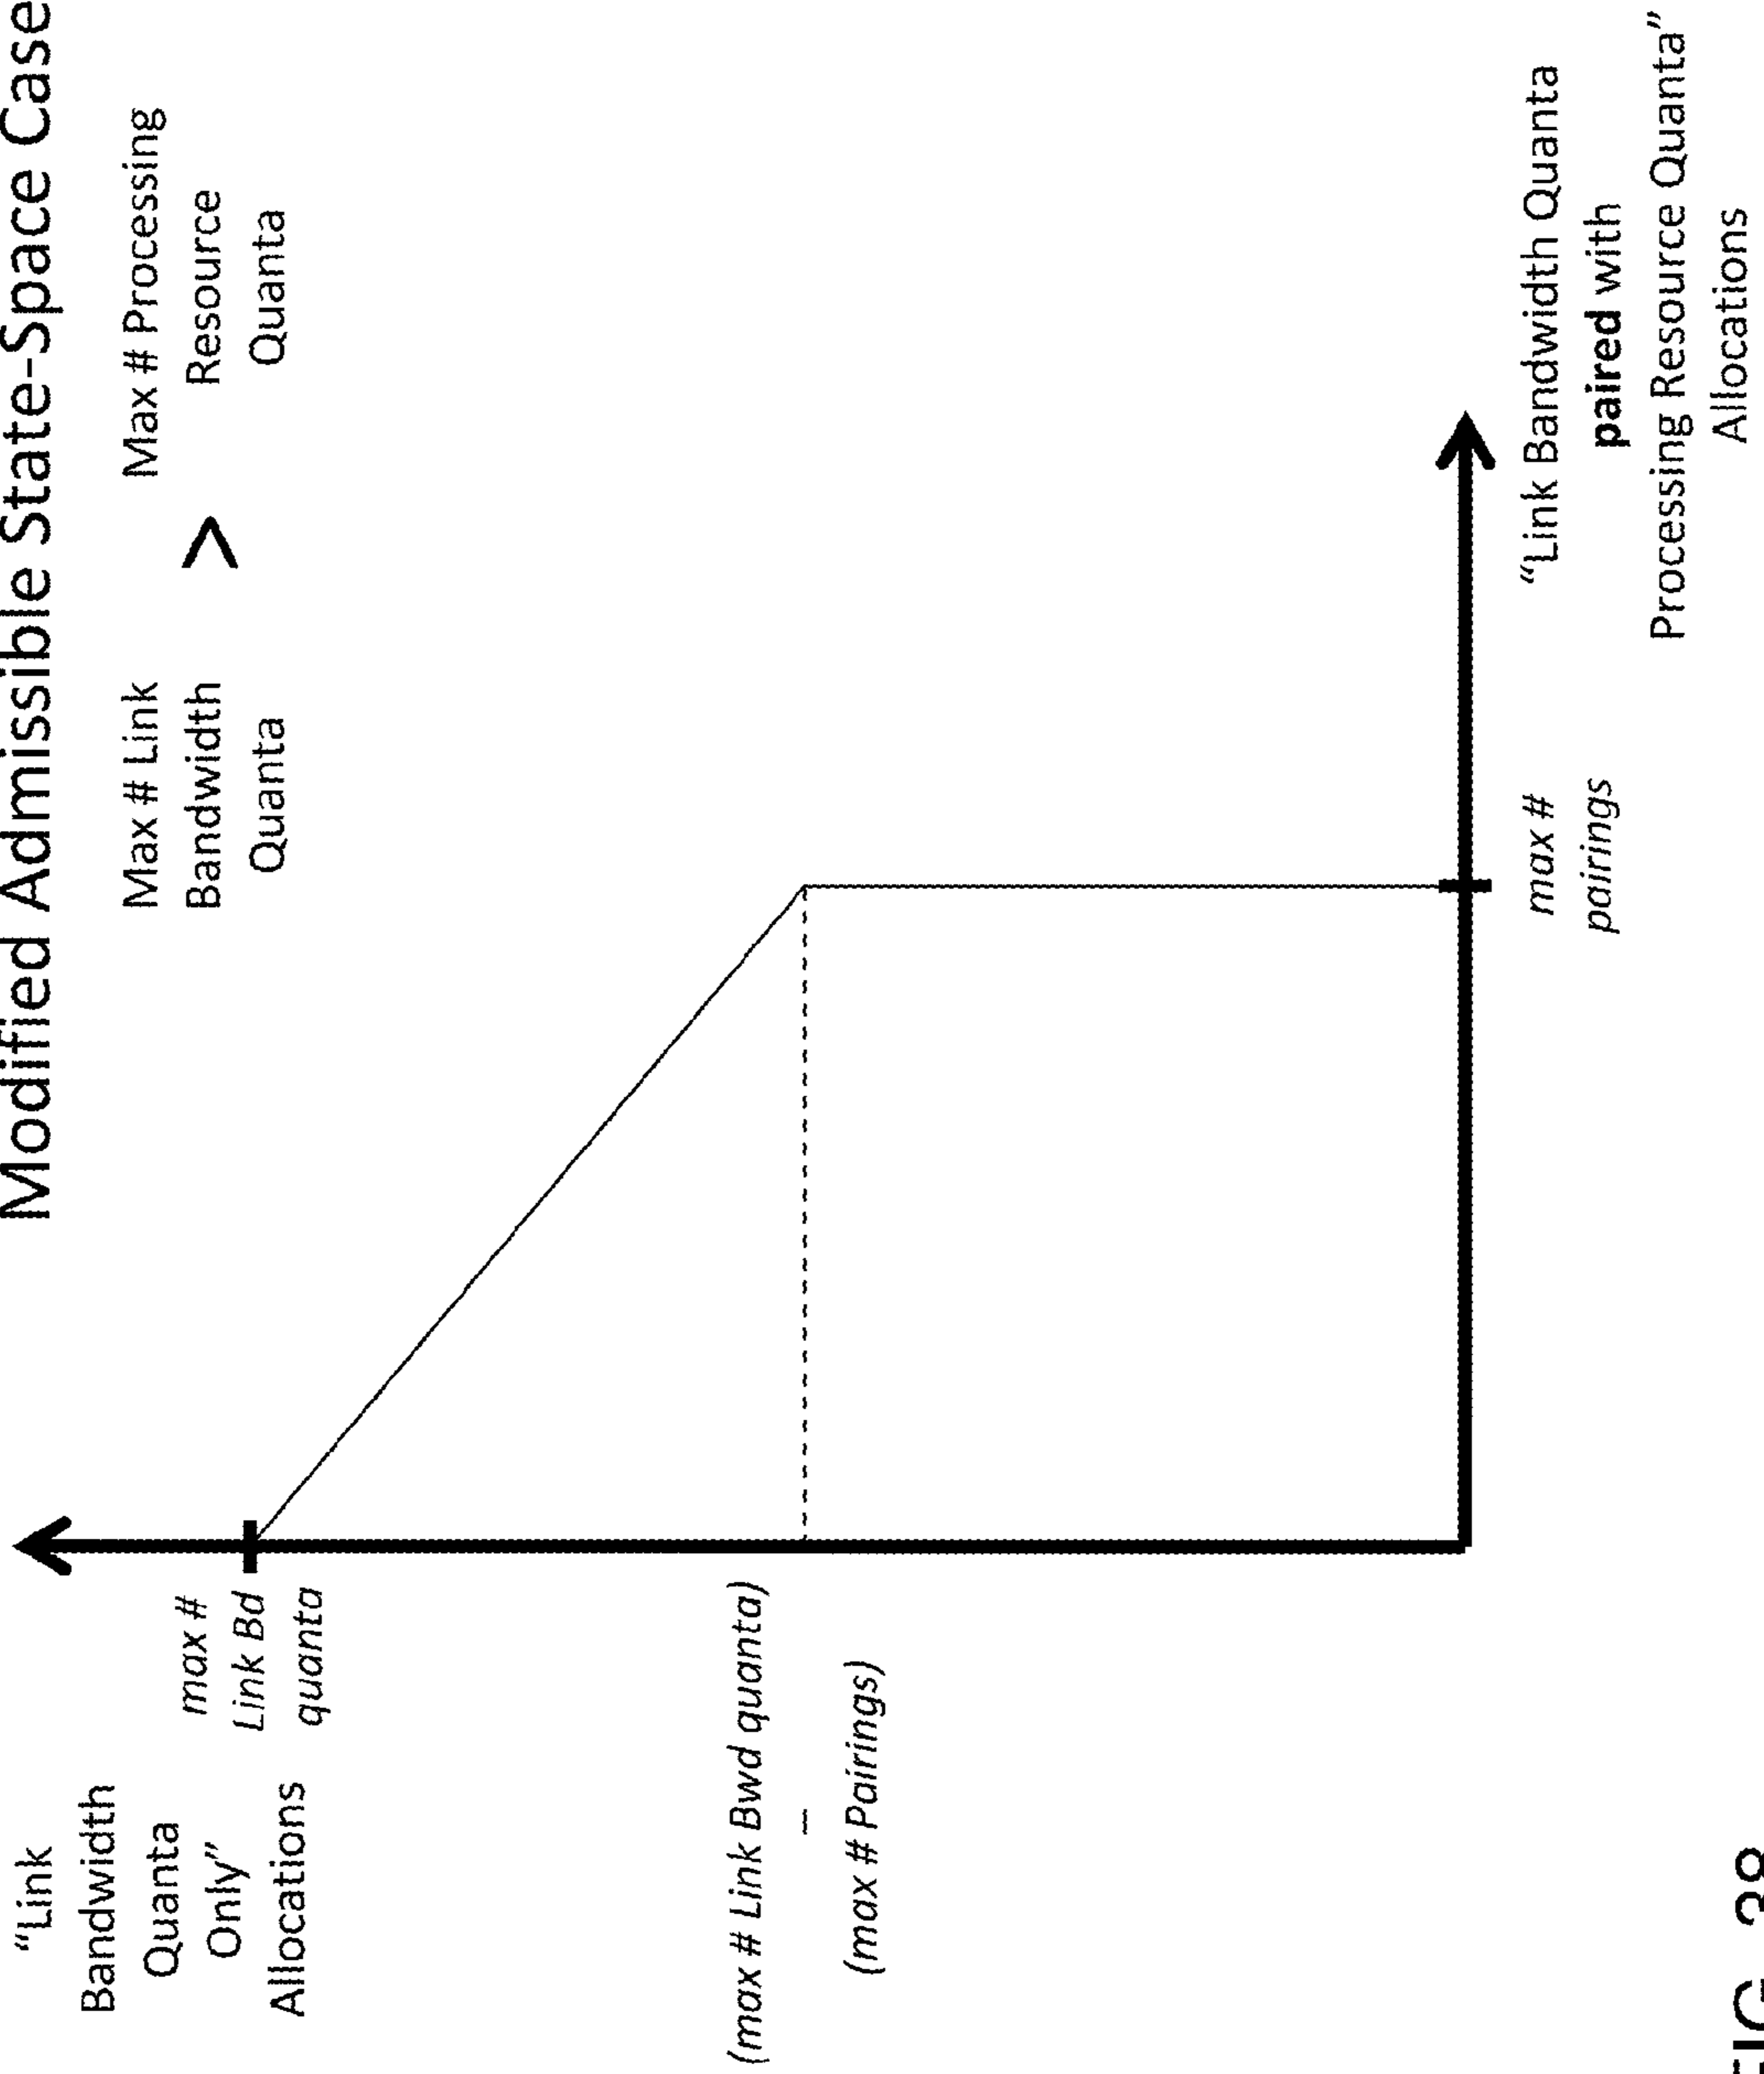 Modified Admissible State-Space Case
Max # Link
Bandwidth
Quanta
>
Max # Processing
Resource
Quanta
“Link
Bandwidth
Quanta
Only”
Allocations
max #
Link Bd
quanta
(max # Link Bwd quanta)
–
(max # Pairings)
max #
pairings
“Link Bandwidth Quanta
paired with
Processing Resource Quanta”
Allocations
FIG 38